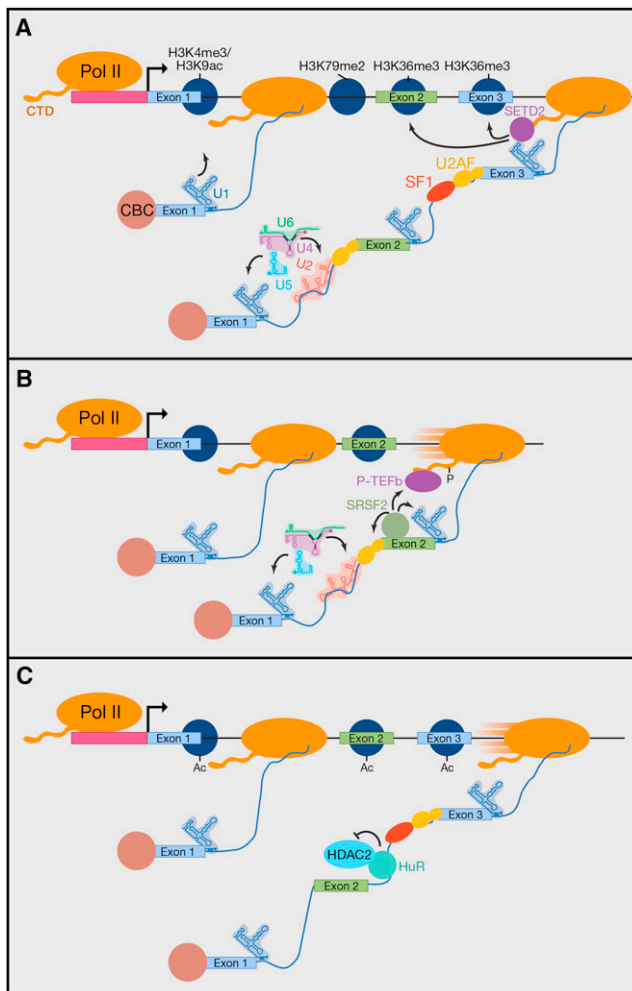 A
H3K4me3/
H3K9ac
H3K79me2
H3K36me3
H3K36me3
Pol II
CTD
Exon 1
Exon 2
Exon 3
SETD2
U2AF
Exon 3
SF1
U1
CBC
Exon 1
U6
U4
U2
U5
Exon 2
Exon 1
B
Pol II
Exon 1
Exon 2
P-TEFb
P
SRSF2
Exon 2
Exon 1
Exon 1
C
Pol II
Exon 1
Exon 2
Exon 3
Ac
Ac
Ac
Exon 3
Exon 1
HDAC2
HuR
Exon 2
Exon 1